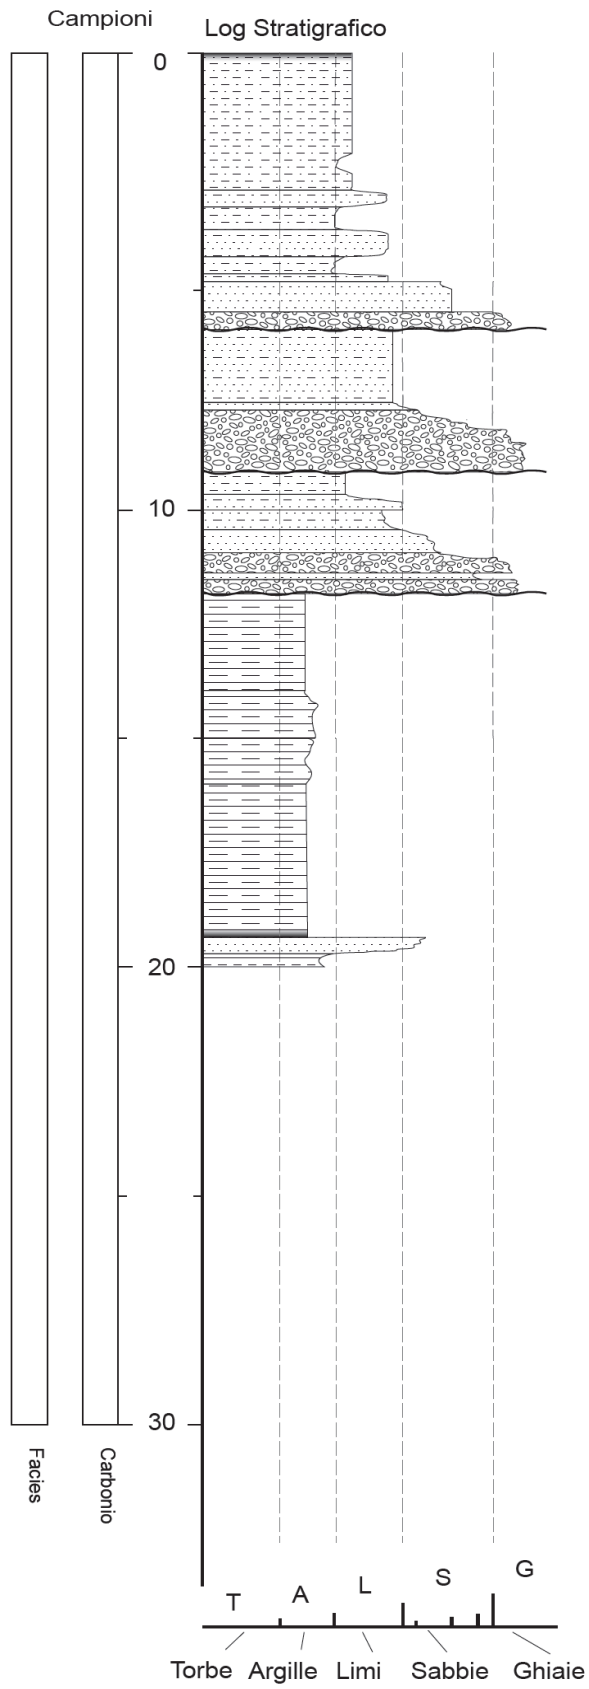 Campioni
Log Stratigrafico
0
10
20
30
Facies
Carbonio
T
A
L
S
G
Torbe
Argille
Limi
Sabbie
Ghiaie